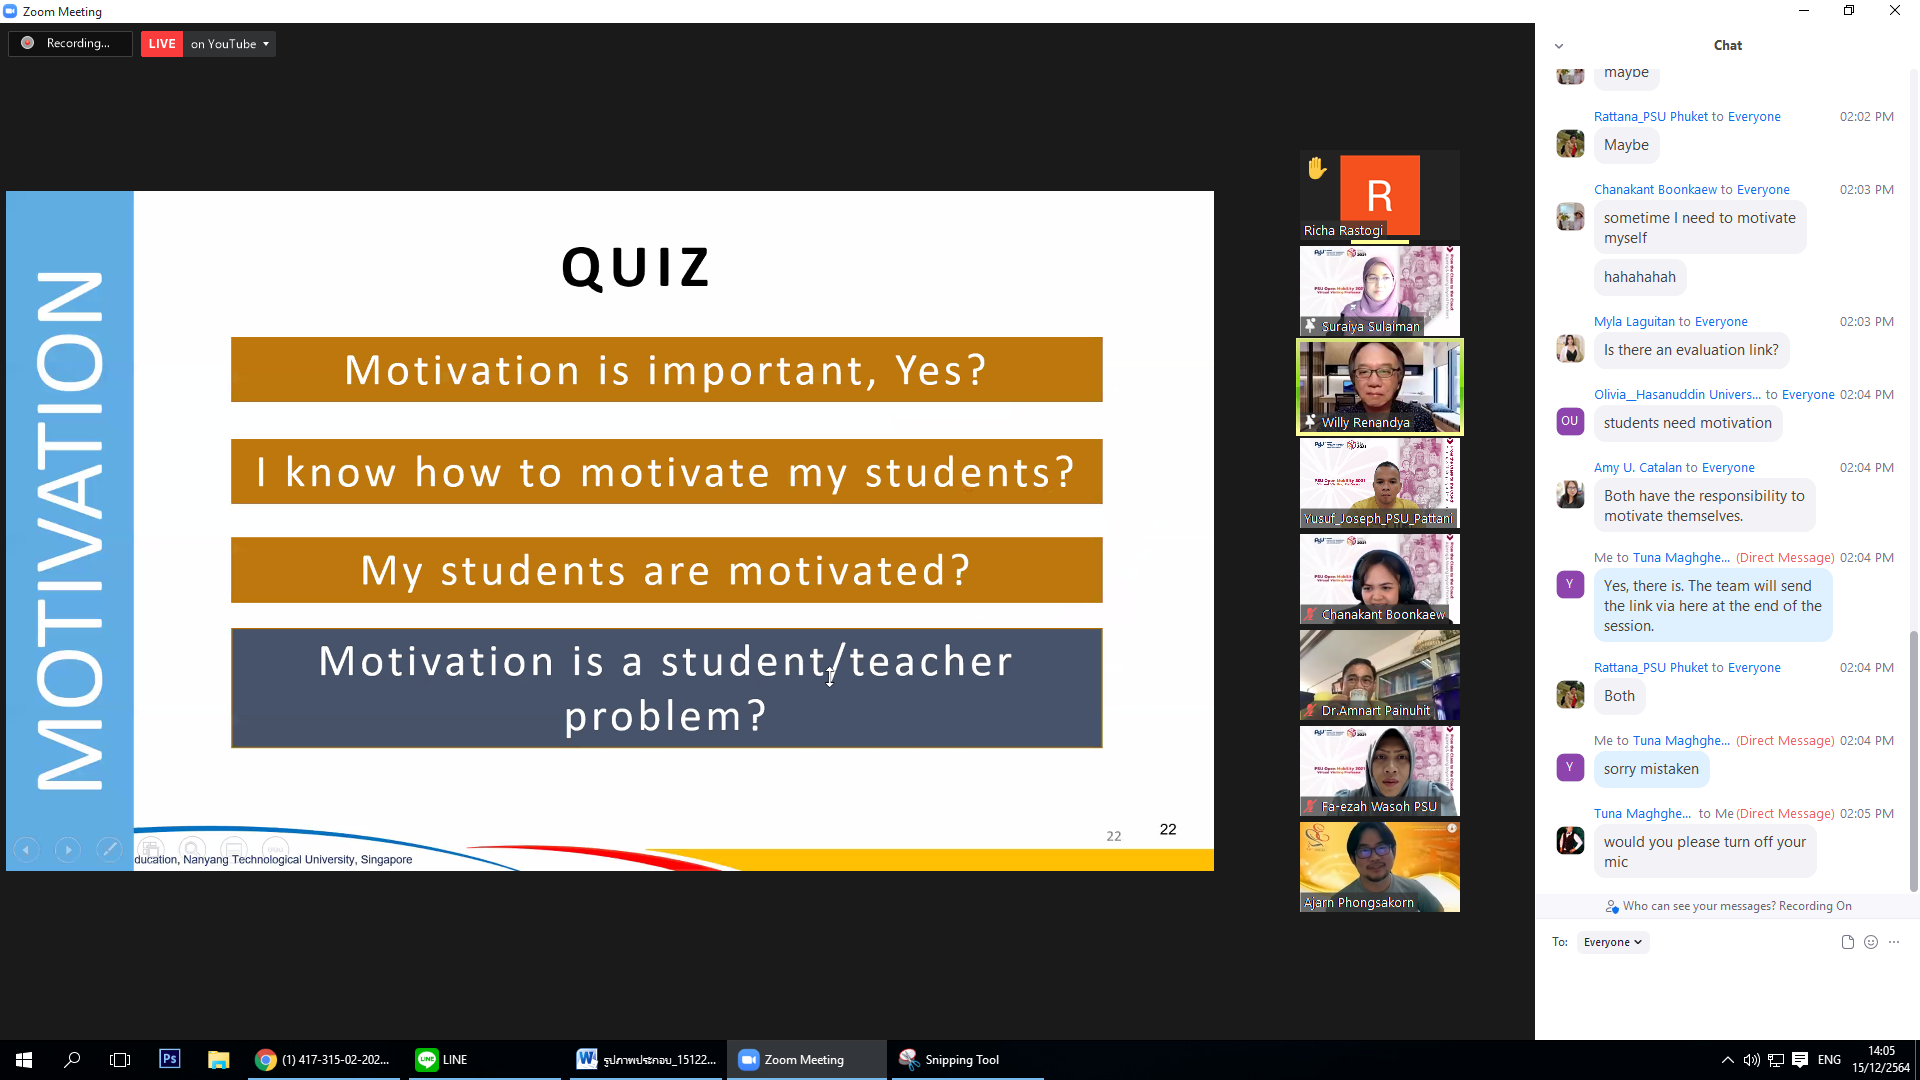 Zoom Meeting
Recording...
LIVE on YouTube
MOTIVATION
QUIZ
Motivation is important, Yes?
I know how to motivate my students?
My students are motivated?
Motivation is a student/teacher
problem?
22
22
ducation, Nanyang Technological University, Singapore
R
Richa Rastogi
Suraiya Sulaiman
Willy Renandya
Yusuf_Joseph_PSU_Pattani
Chanakant Boonkaew
Dr.Amnart Painuhit
Fa-ezah Wasoh PSU
Ajarn Phongsakorn
Chat
maybe
Rattana_PSU Phuket to Everyone 02:02 PM
Maybe
Chanakant Boonkaew to Everyone 02:03 PM
sometime I need to motivate
myself
hahahahah
Myla Laguitan to Everyone 02:03 PM
Is there an evaluation link?
Olivia_Hasanuddin Univers... to Everyone 02:04 PM
OU
students need motivation
Amy U. Catalan to Everyone 02:04 PM
Both have the responsibility to
motivate themselves.
Me to Tuna Maghghe... (Direct Message) 02:04 PM
Y
Yes, there is. The team will send
the link via here at the end of the
session.
Rattana_PSU Phuket to Everyone 02:04 PM
Both
Me to Tuna Maghghe... (Direct Message) 02:04 PM
Y
sorry mistaken
Tuna Maghghe... to Me (Direct Message) 02:05 PM
would you please turn off your
mic
Who can see your messages? Recording On
To: Everyone
Ps
(1) 417-315-02-202...
LINE
รูปภาพประกอบ_15122...
Zoom Meeting
Snipping Tool
ENG
14:05
15/12/2564